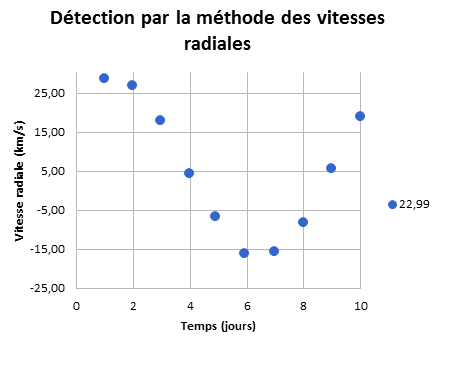 Détection par la méthode des vitesses
radiales
25,00
15,00
5,00
-5,00
-15,00
-25,00
Vitesse radiale (km/s)
0 2 4 6 8 10
Temps (jours)
22,99